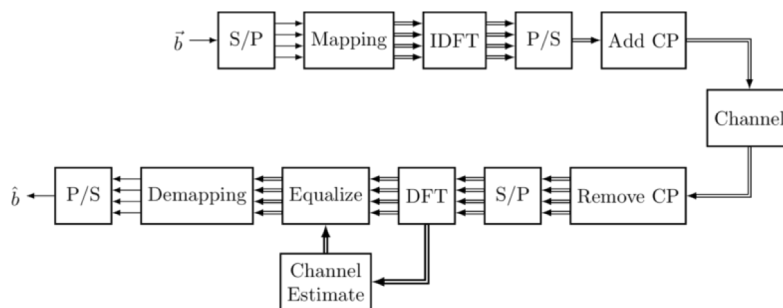 b⃗ S/P Mapping IDFT P/S Add CP
Channel
b̂ P/S Demapping Equalize DFT S/P Remove CP
Channel
Estimate